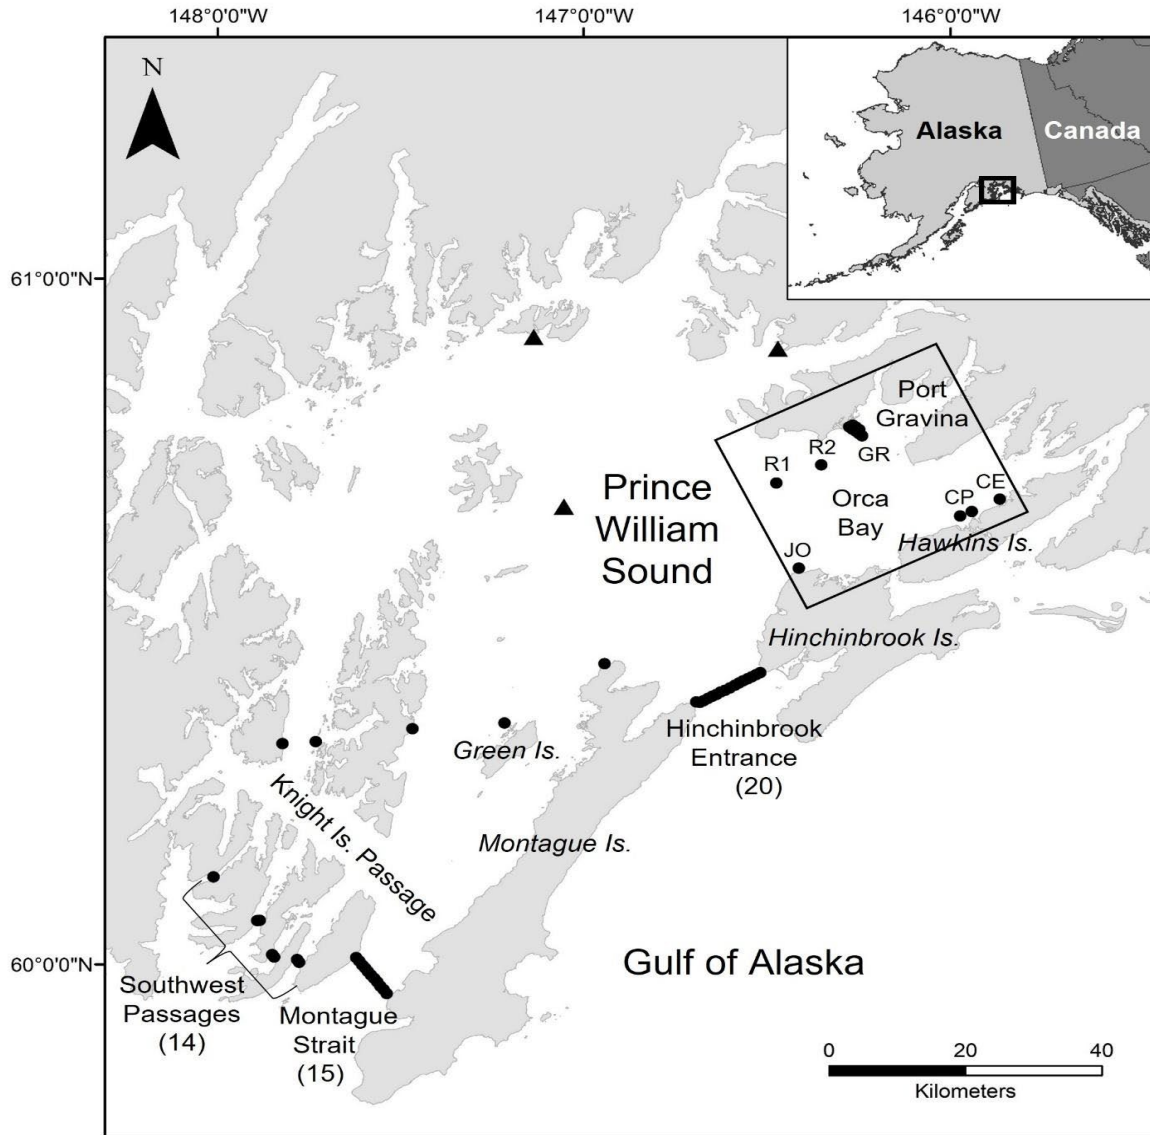 148°0'0"W
147°0'0"W
146°0'0"W
N
Alaska
Canada
61°0'0"N
Port
Gravina
GR
R2
R1
Orca
Bay
CE
CP
Hawkins Is.
JO
Prince
William
Sound
Hinchinbrook Is.
Hinchinbrook
Entrance
(20)
Green Is.
Knight Is. Passage
Montague Is.
60°0'0"N
Gulf of Alaska
Southwest
Passages
(14)
Montague
Strait
(15)
0
20
40
Kilometers